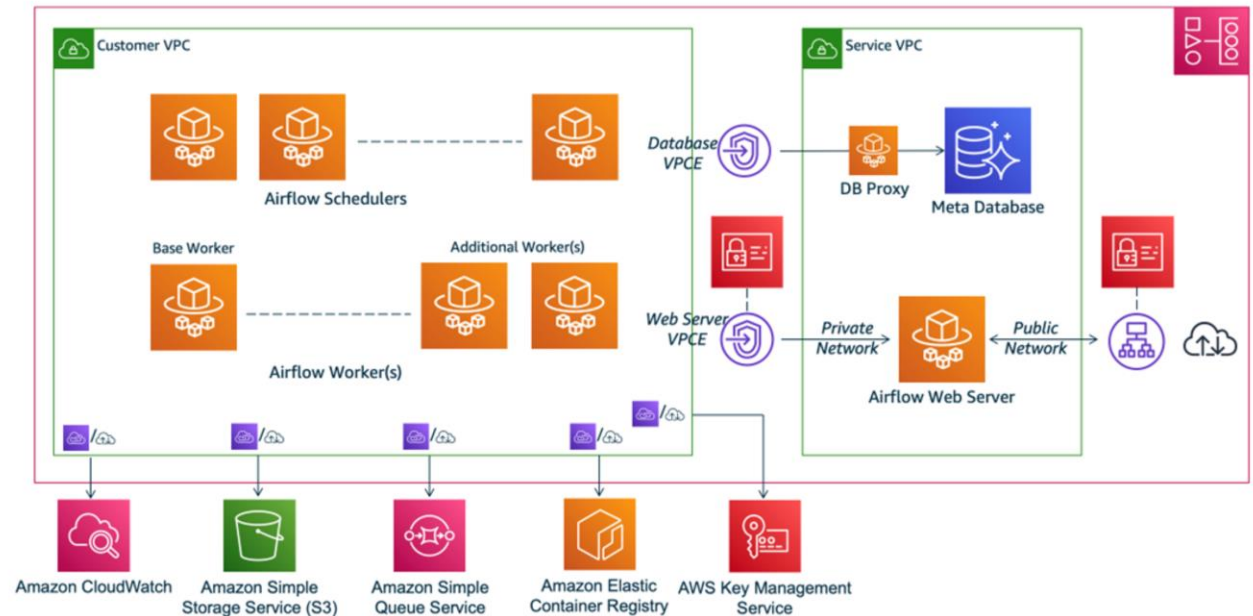 Customer VPC
Service VPC
Airflow Schedulers
Database
VPCE
DB Proxy
Meta Database
Base Worker
Additional Worker(s)
Airflow Worker(s)
Web Server
VPCE
Private
Network
Public
Network
Airflow Web Server
/
/
/
/
/
Amazon CloudWatch
Amazon Simple
Storage Service (S3)
Amazon Simple
Queue Service
Amazon Elastic
Container Registry
AWS Key Management
Service